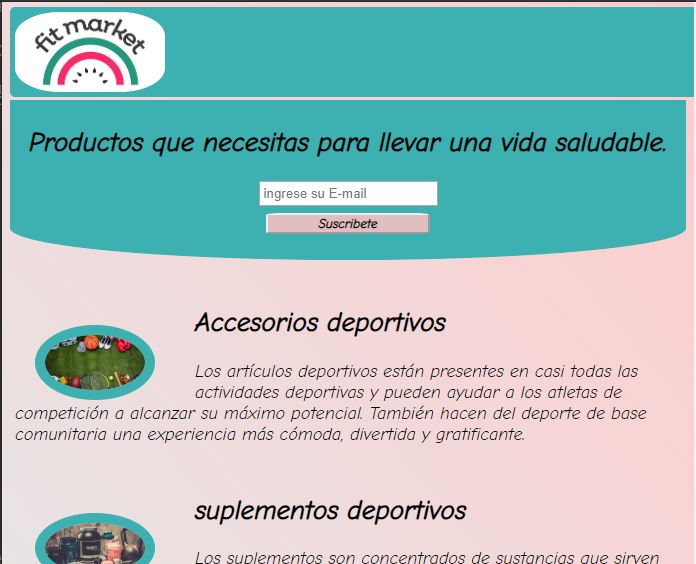 fit market
Productos que necesitas para llevar una vida saludable.
ingrese su E-mail
Suscribete
Accesorios deportivos
Los artículos deportivos están presentes en casi todas las
actividades deportivas y pueden ayudar a los atletas de
competición a alcanzar su máximo potencial. También hacen del deporte de base
comunitaria una experiencia más cómoda, divertida y gratificante.
suplementos deportivos
Los suplementos son concentrados de sustancias que sirven